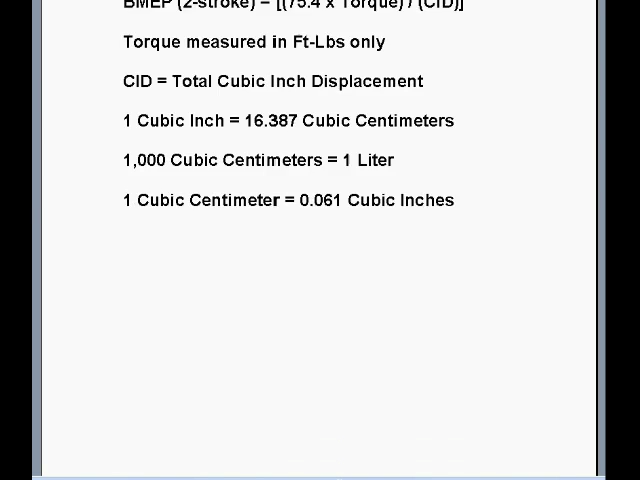 BMEP (2-stroke) = [(75.4 x Torque) / (CID)]
Torque measured in Ft-Lbs only
CID = Total Cubic Inch Displacement
1 Cubic Inch = 16.387 Cubic Centimeters
1,000 Cubic Centimeters = 1 Liter
1 Cubic Centimeter = 0.061 Cubic Inches